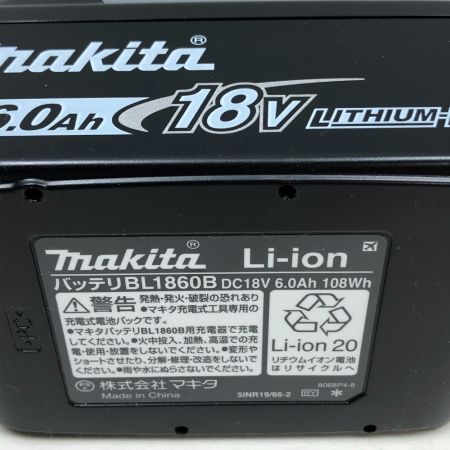 makita®
6.0Ah 18V LITHIUM-
makita® Li-ion
バッテリBL1860B DC18V 6.0Ah 108Wh
警告 発熱・発火・破裂の恐れあり
●マキタ充電式工具専用の
充電式電池パックです。
●マキタバッテリBL1860B用充電器で充電
してください。●火中投入、加熱、高温での充
電・使用・放置をしないでください。●変形や
ショートさせたり、分解・修理・改造をしないで
ください。●雨や水にぬらさないでください。
Li-ion 20
リチウムイオン電池
はリサイクルへ
株式会社 マキタ
Made in China
5INR19/66-2
BY
8068P4-8